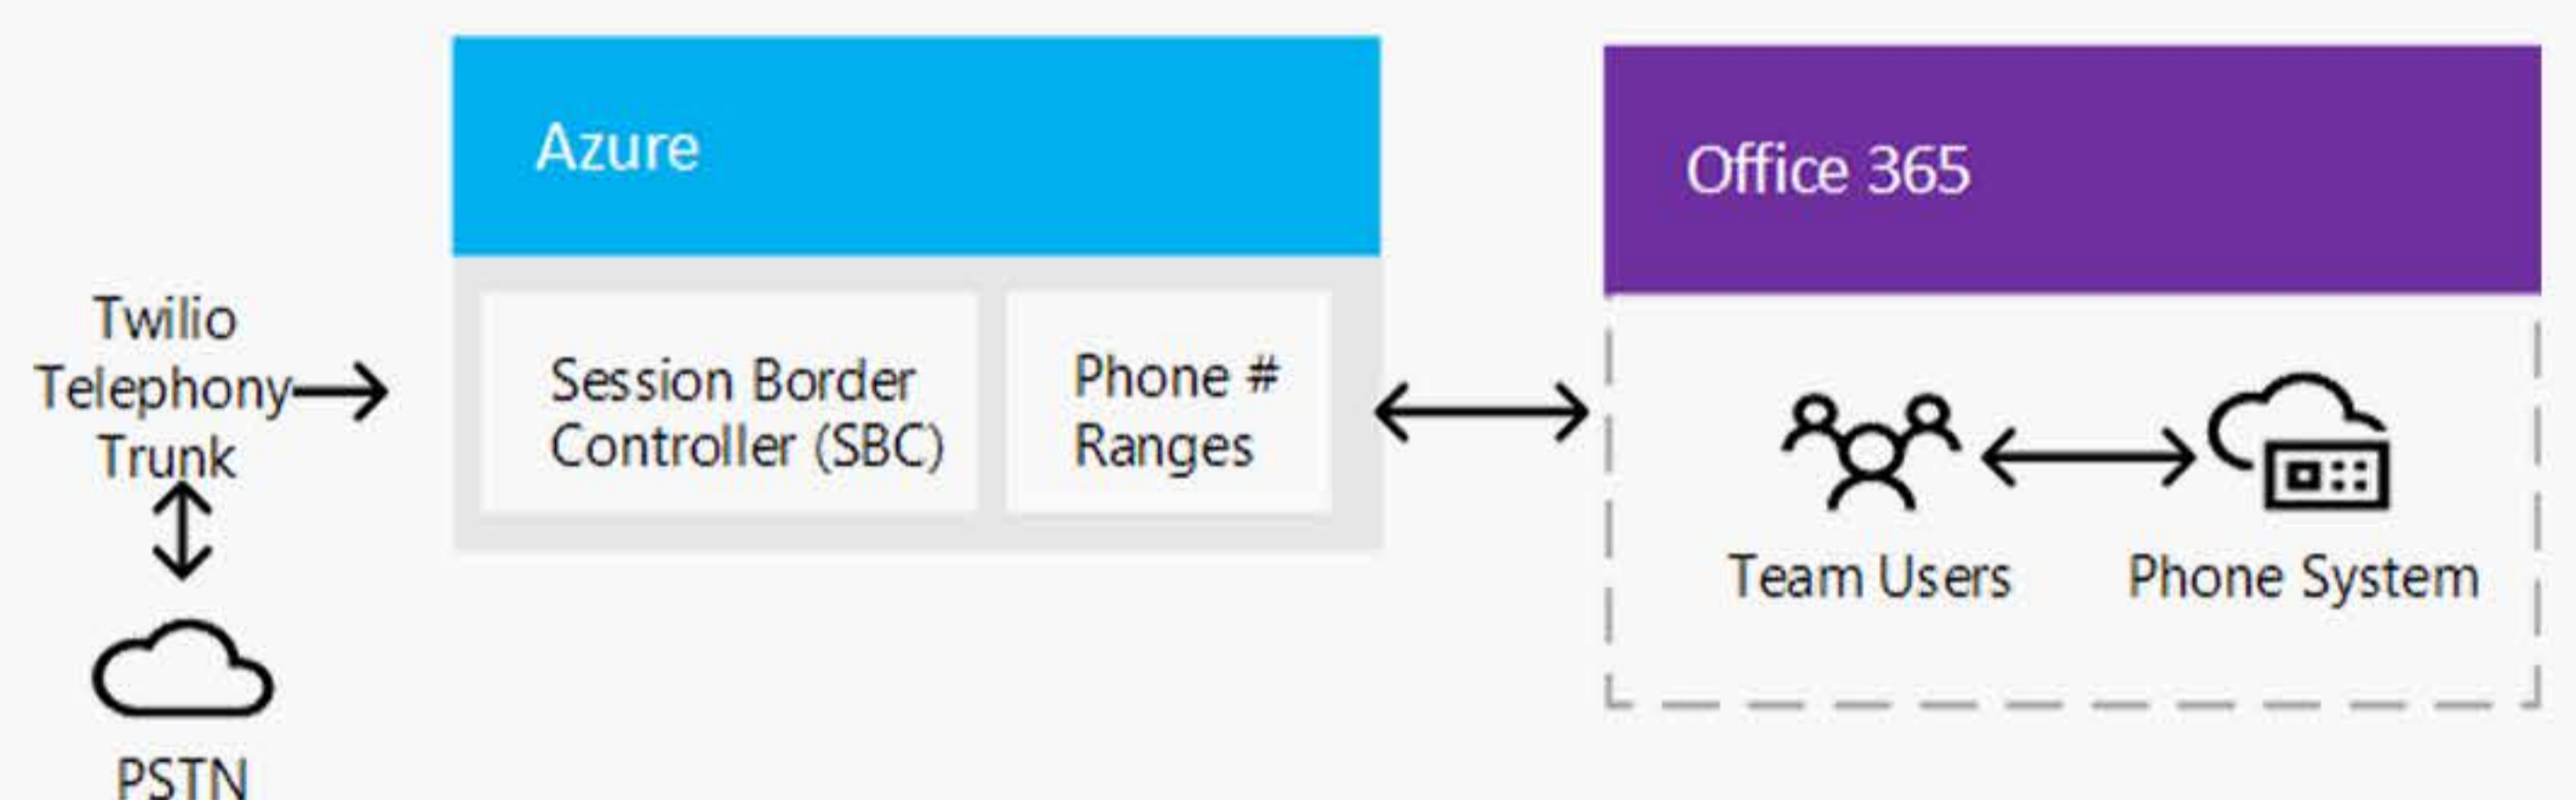 Azure
Office 365
Twilio
Telephony
Trunk
Session Border
Controller (SBC)
Phone #
Ranges
Team Users
Phone System
PSTN